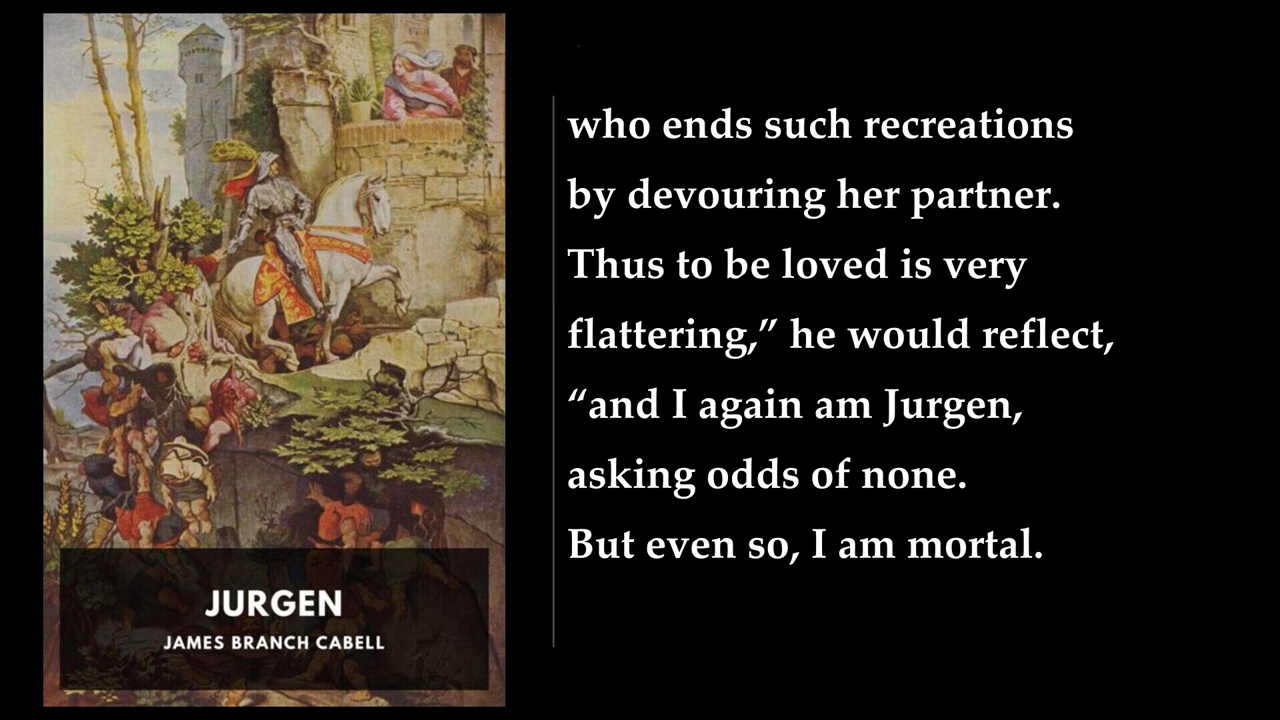 JURGEN
JAMES BRANCH CABELL
who ends such recreations
by devouring her partner.
Thus to be loved is very
flattering,” he would reflect,
“and I again am Jurgen,
asking odds of none.
But even so, I am mortal.